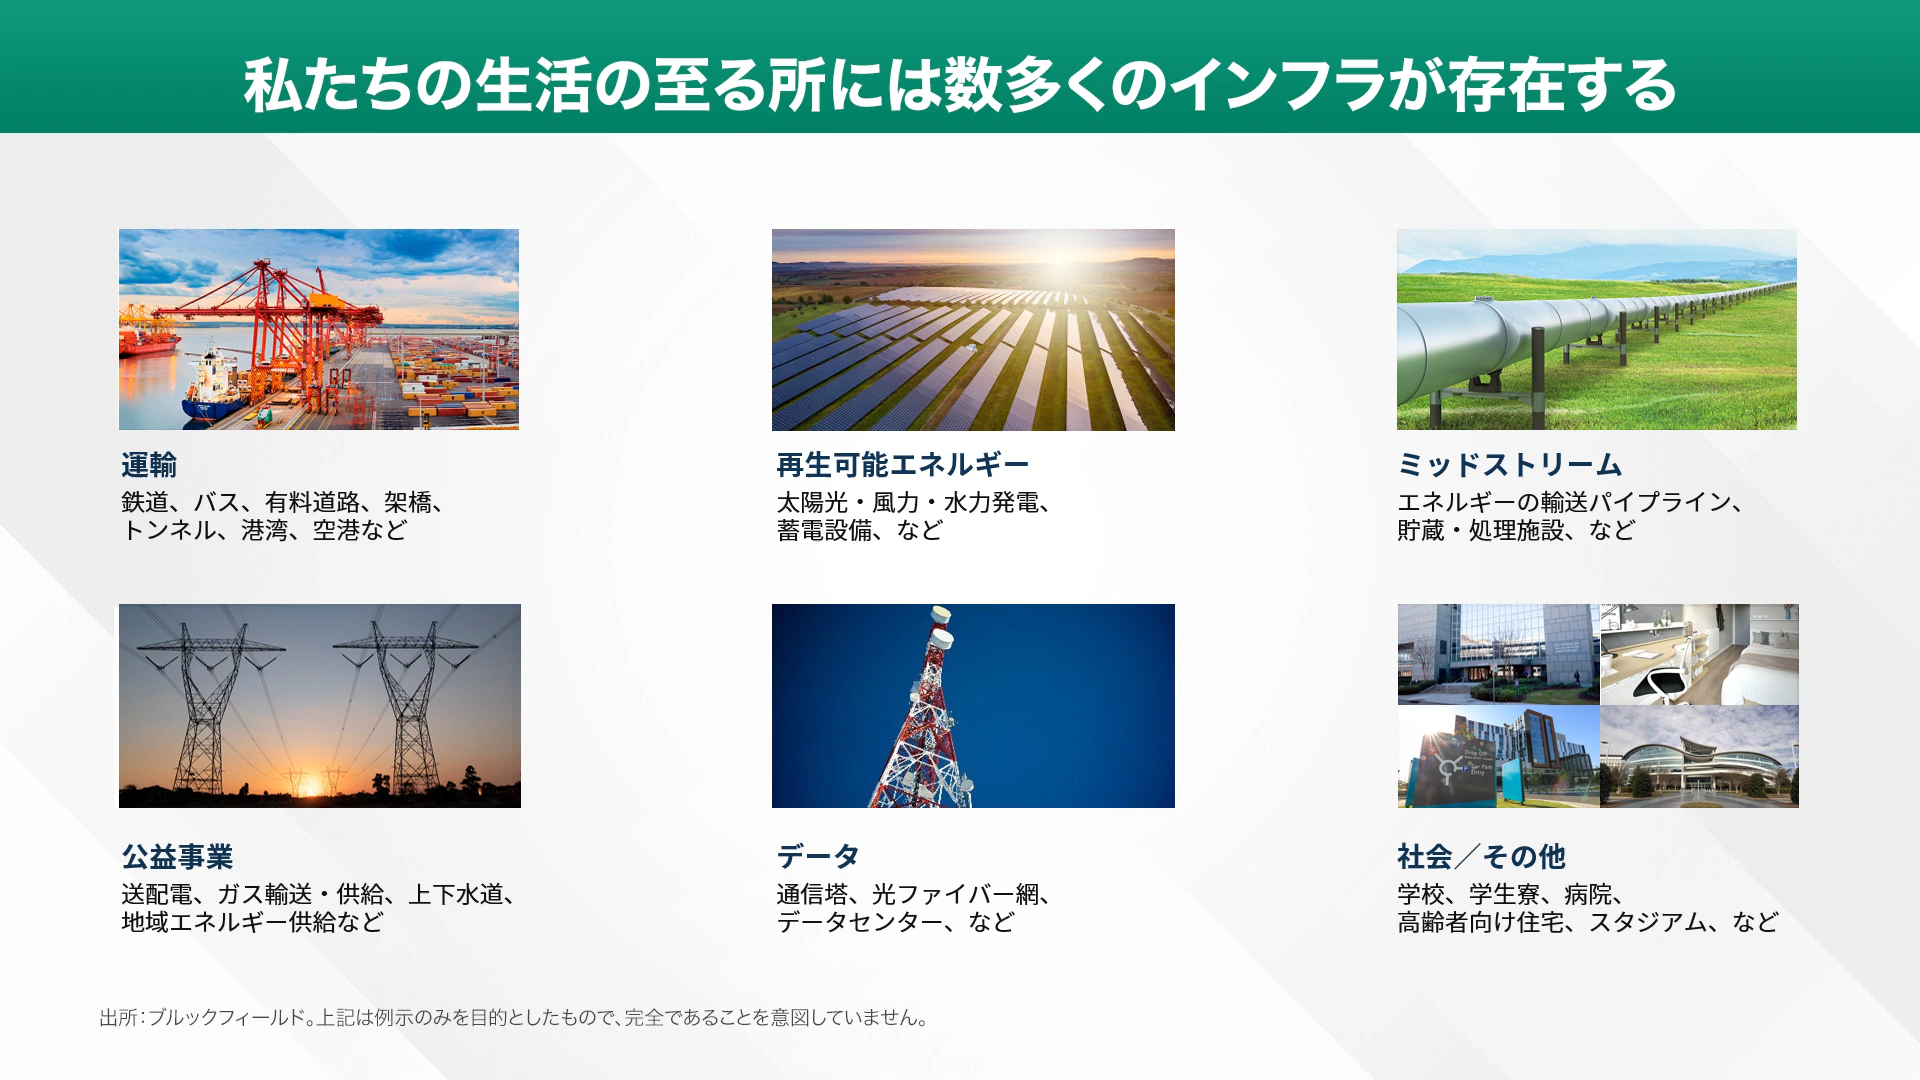 私たちの生活の至る所には数多くのインフラが存在する
運輸
鉄道、バス、有料道路、架橋、
トンネル、港湾、空港など
再生可能エネルギー
太陽光・風力・水力発電、
蓄電設備、など
ミッドストリーム
エネルギーの輸送パイプライン、
貯蔵・処理施設、など
公益事業
送配電、ガス輸送・供給、上下水道、
地域エネルギー供給など
データ
通信塔、光ファイバー網、
データセンター、など
Drop Off
Car Park
Entry
社会／その他
学校、学生寮、病院、
高齢者向け住宅、スタジアム、など
出所：ブルックフィールド。上記は例示のみを目的としたもので、完全であることを意図していません。